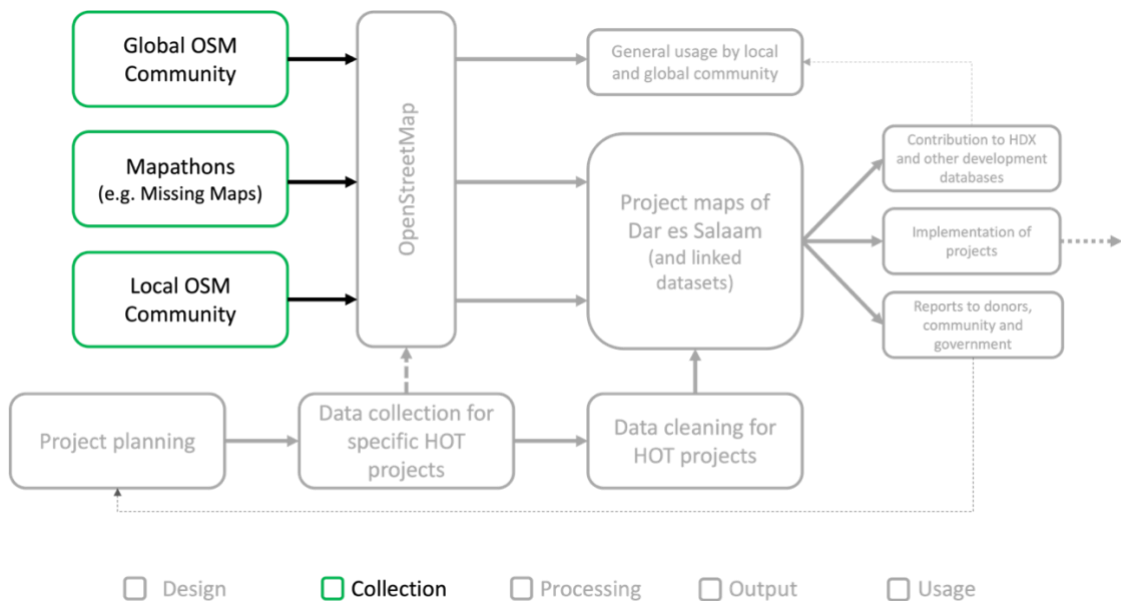 Global OSM
Community
Mapathons
(e.g. Missing Maps)
Local OSM
Community
OpenStreetMap
General usage by local
and global community
Project maps of
Dar es Salaam
(and linked
datasets)
Contribution to HDX
and other development
databases
Implementation of
projects
Reports to donors,
community and
government
Project planning
Data collection for
specific HOT
projects
Data cleaning for
HOT projects
Design
Collection
Processing
Output
Usage